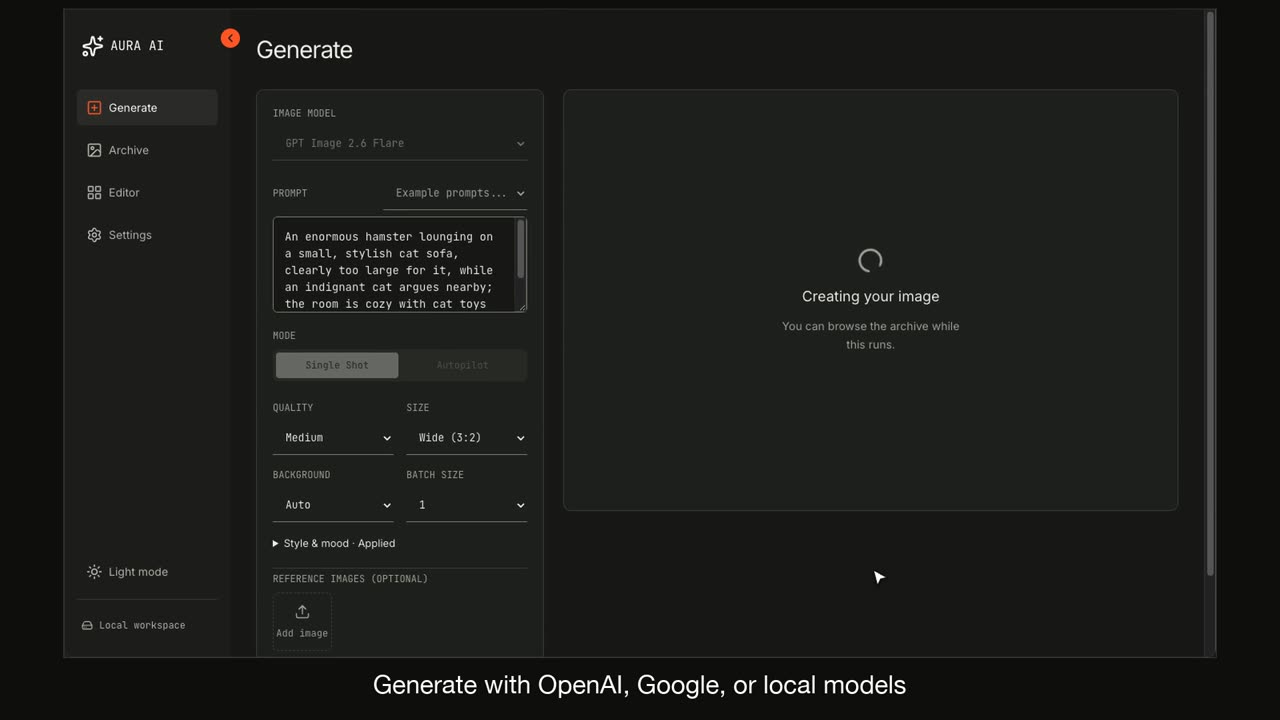 AURA AI
Generate
Archive
Editor
Settings
Light mode
Local workspace
Generate
IMAGE MODEL
GPT Image 2.6 Flare
PROMPT
Example prompts...
An enormous hamster lounging on
a small, stylish cat sofa,
clearly too large for it, while
an indignant cat argues nearby;
the room is cozy with cat toys
MODE
Single Shot
Autopilot
QUALITY
SIZE
Medium
Wide (3:2)
BACKGROUND
BATCH SIZE
Auto
1
Style & mood · Applied
REFERENCE IMAGES (OPTIONAL)
Add image
Creating your image
You can browse the archive while
this runs.
Generate with OpenAI, Google, or local models